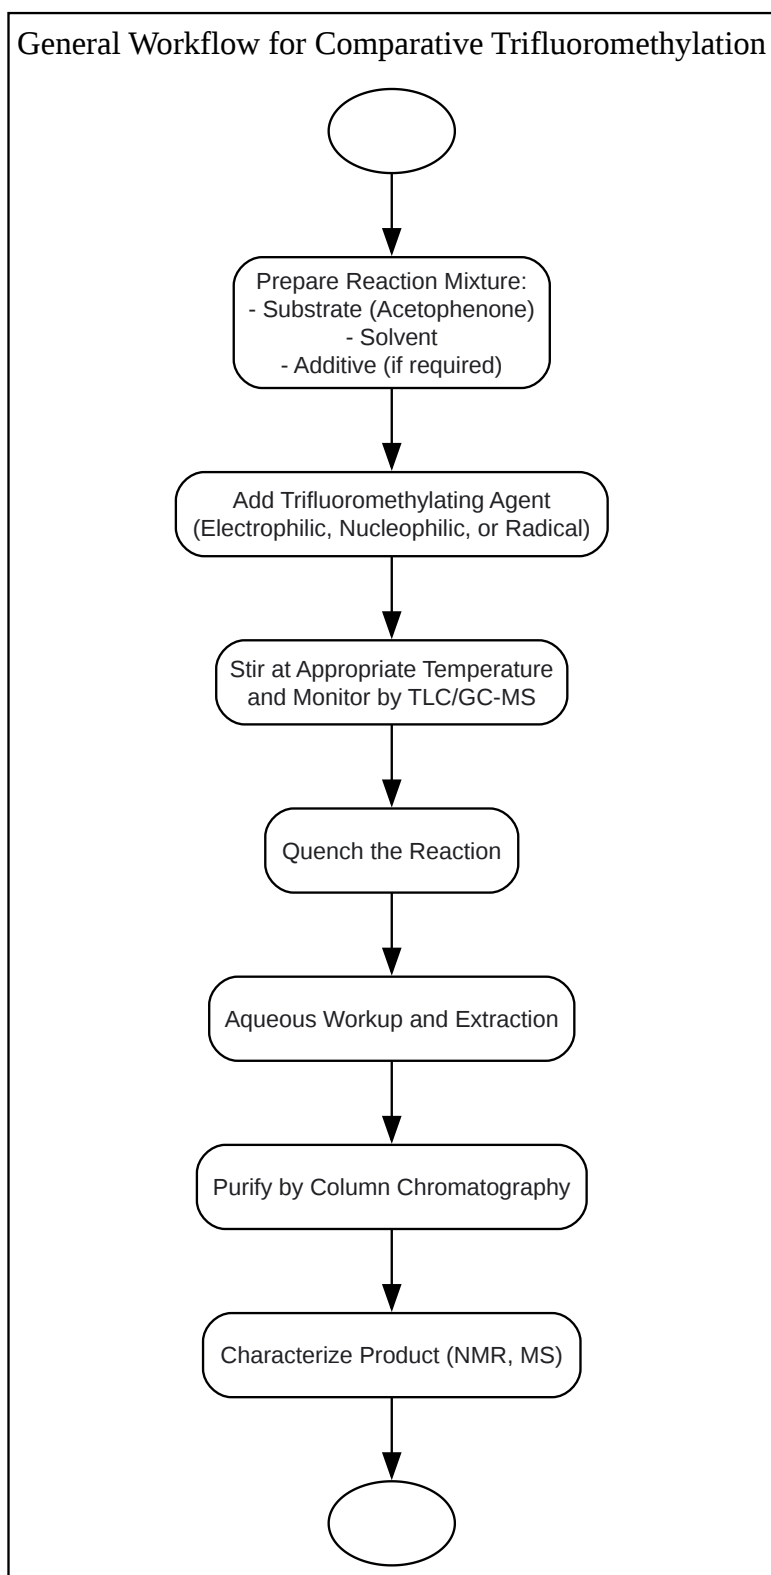 General Workflow for Comparative Trifluoromethylation
Prepare Reaction Mixture:
- Substrate (Acetophenone)
- Solvent
- Additive (if required)
Add Trifluoromethylating Agent
(Electrophilic, Nucleophilic, or Radical)
Stir at Appropriate Temperature
and Monitor by TLC/GC-MS
Quench the Reaction
Aqueous Workup and Extraction
Purify by Column Chromatography
Characterize Product (NMR, MS)